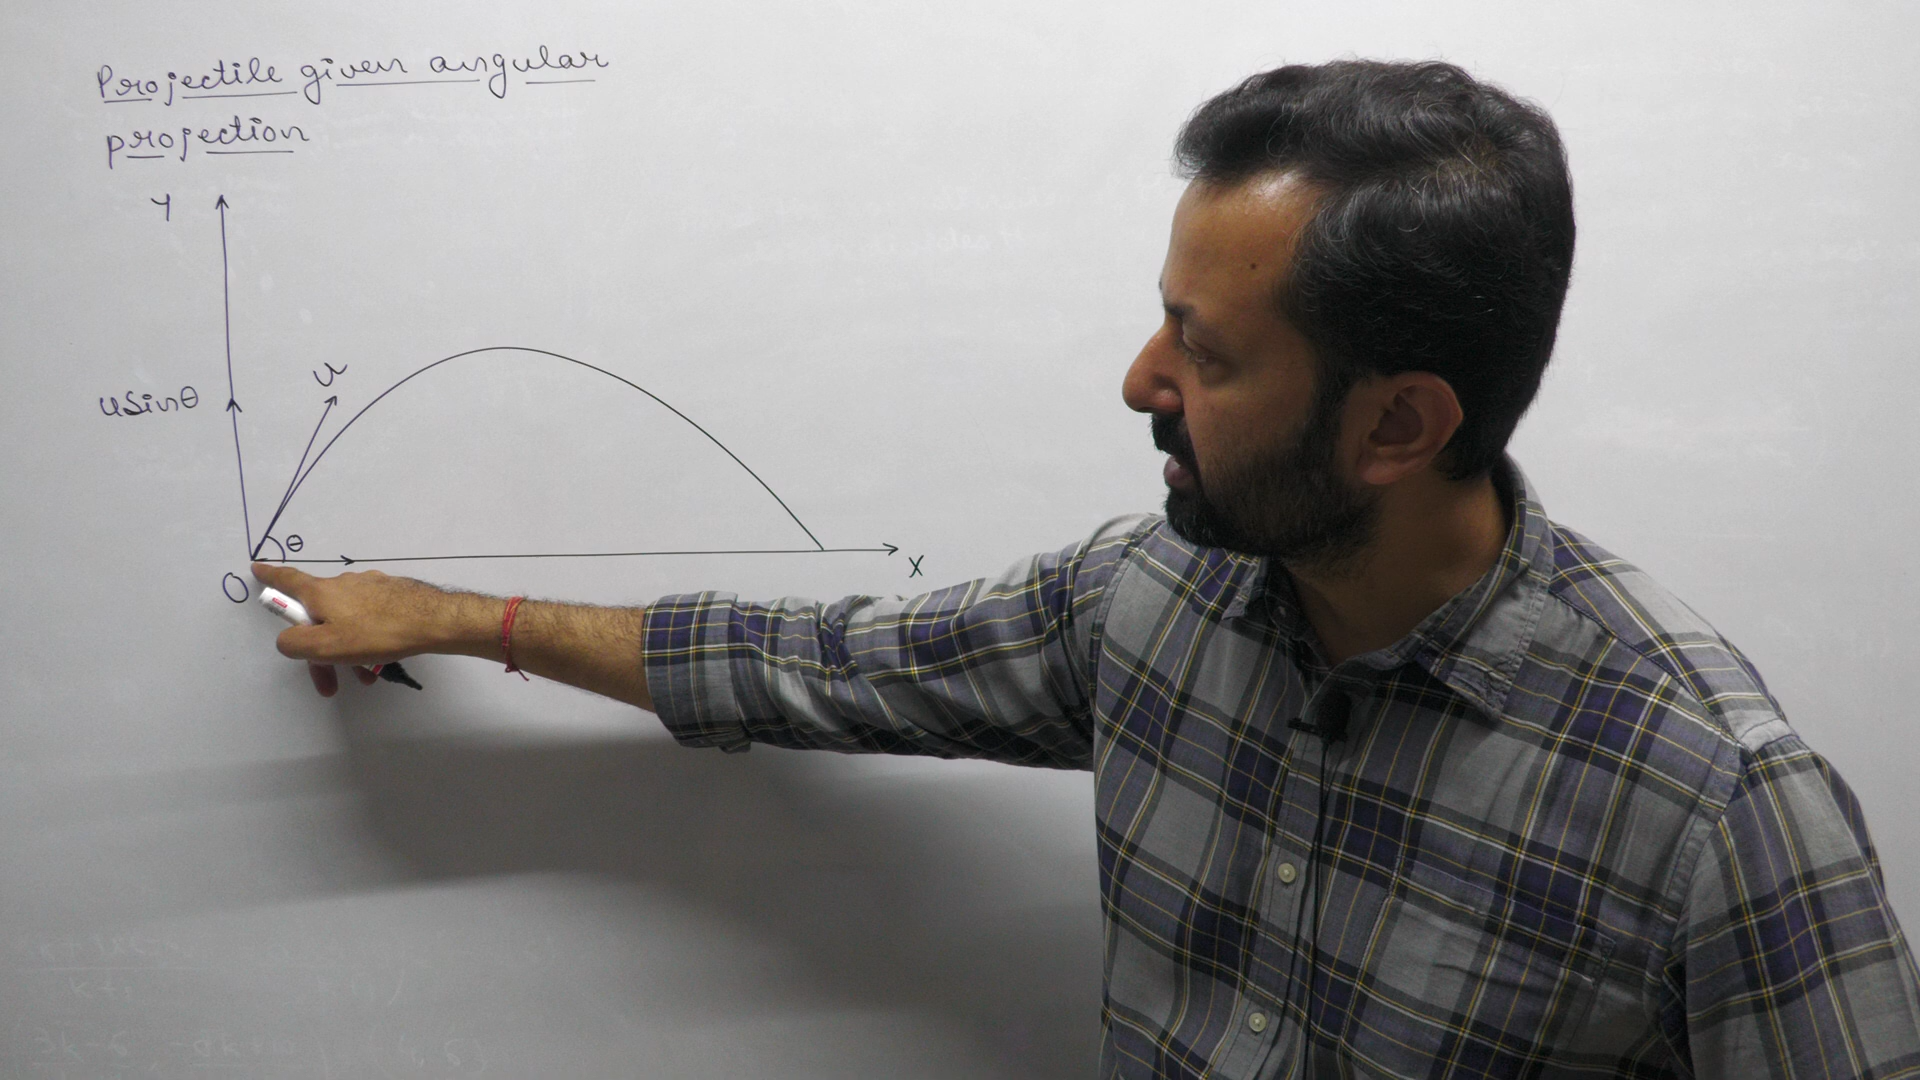 Projectile given angular
projection
Y
u
usinθ
θ
O
X